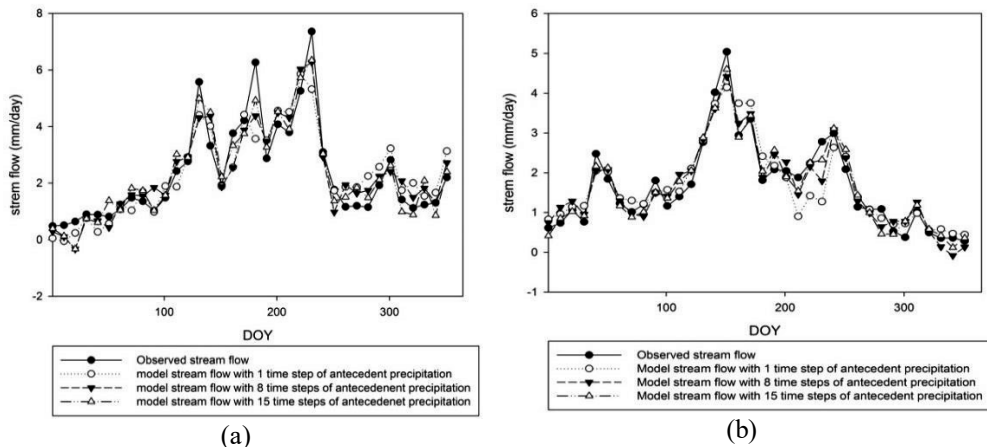 (a)
8
6
4
2
0
-2
strem flow (mm/day)
0
100
200
300
DOY
Observed stream flow
model stream flow with 1 time step of antecedent precipitation
model stream flow with 8 time steps of antecedenent precipitation
model stream flow with 15 time steps of antecedenet precipitation
(a)
(b)
6
5
4
3
2
1
0
-1
strem flow (mm/day)
0
100
200
300
DOY
Observed stream flow
Model stream flow with 1 time step of antecedent precipitation
Model stream flow with 8 time steps of antecedent precipitation
Model stream flow with 15 time steps of antecedent precipitation
(b)